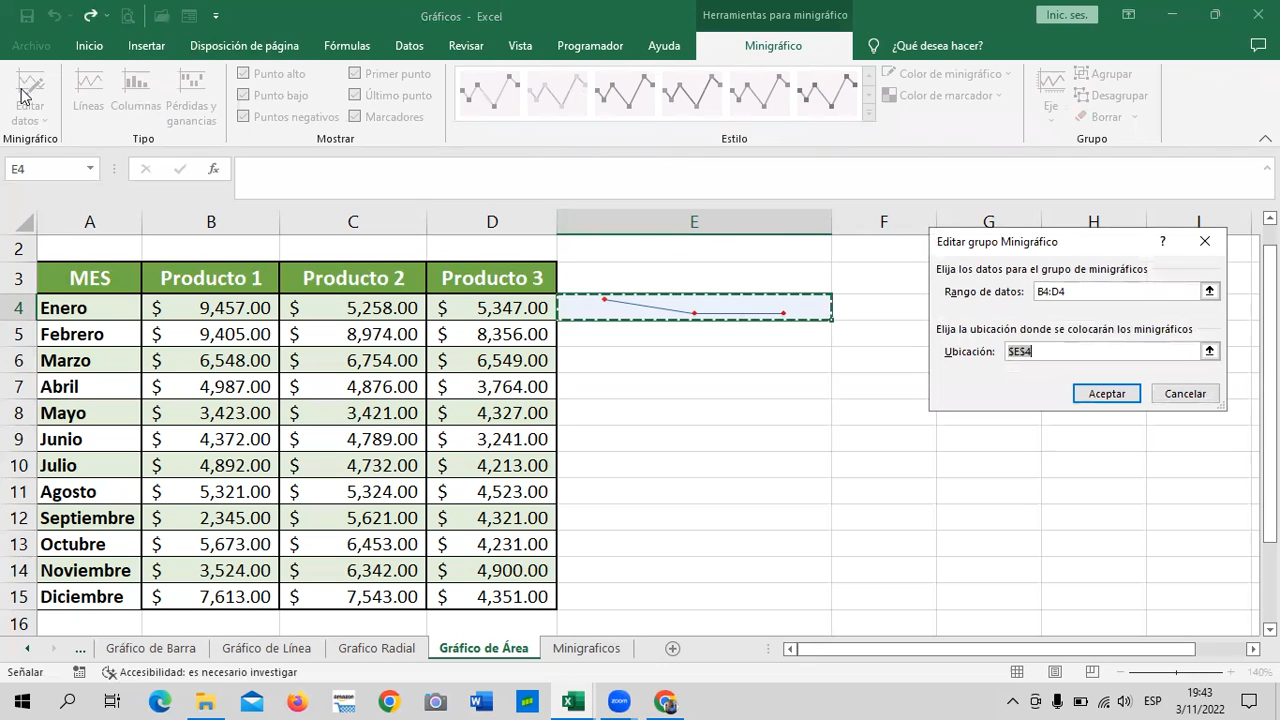 Gráficos - Excel
Herramientas para minigráfico
Inic. ses.
Archivo Inicio Insertar Disposición de página Fórmulas Datos Revisar Vista Programador Ayuda Minigráfico ¿Qué desea hacer?
Editar datos
Líneas
Columnas
Pérdidas y ganancias
Punto alto
Punto bajo
Puntos negativos
Primer punto
Último punto
Marcadores
Color de minigráfico
Color de marcador
Eje
Agrupar
Desagrupar
Borrar
Minigráfico Tipo Mostrar Estilo Grupo
E4 fx
A B C D E F G H I
2
3 MES Producto 1 Producto 2 Producto 3
4 Enero $ 9,457.00 $ 5,258.00 $ 5,347.00
5 Febrero $ 9,405.00 $ 8,974.00 $ 8,356.00
6 Marzo $ 6,548.00 $ 6,754.00 $ 6,549.00
7 Abril $ 4,987.00 $ 4,876.00 $ 3,764.00
8 Mayo $ 3,423.00 $ 3,421.00 $ 4,327.00
9 Junio $ 4,372.00 $ 4,789.00 $ 3,241.00
10 Julio $ 4,892.00 $ 4,732.00 $ 4,213.00
11 Agosto $ 5,321.00 $ 5,324.00 $ 4,523.00
12 Septiembre $ 2,345.00 $ 5,621.00 $ 4,321.00
13 Octubre $ 5,673.00 $ 6,453.00 $ 4,231.00
14 Noviembre $ 3,524.00 $ 6,342.00 $ 4,900.00
15 Diciembre $ 7,613.00 $ 7,543.00 $ 4,351.00
16
Editar grupo Minigráfico ?
Elija los datos para el grupo de minigráficos
Rango de datos: B4:D4
Elija la ubicación donde se colocarán los minigráficos
Ubicación: $E$4
Aceptar Cancelar
... Gráfico de Barra Gráfico de Línea Grafico Radial Gráfico de Área Minigraficos
Señalar Accesibilidad: es necesario investigar 140%
amazon
zoom
ESP
19:43
3/11/2022